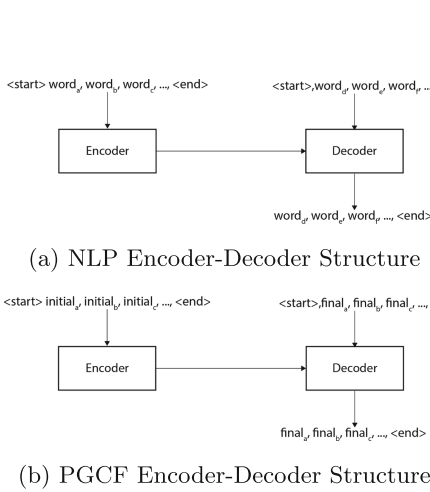 <start> word_a, word_b, word_c, ..., <end>
<start>,word_d, word_e, word_f, ...
Encoder
Decoder
word_d, word_e, word_f, ..., <end>
(a) NLP Encoder-Decoder Structure
<start> initial_a, initial_b, initial_c, ..., <end>
<start>,final_a, final_b, final_c, ...,
Encoder
Decoder
final_a, final_b, final_c, ..., <end>
(b) PGCF Encoder-Decoder Structure